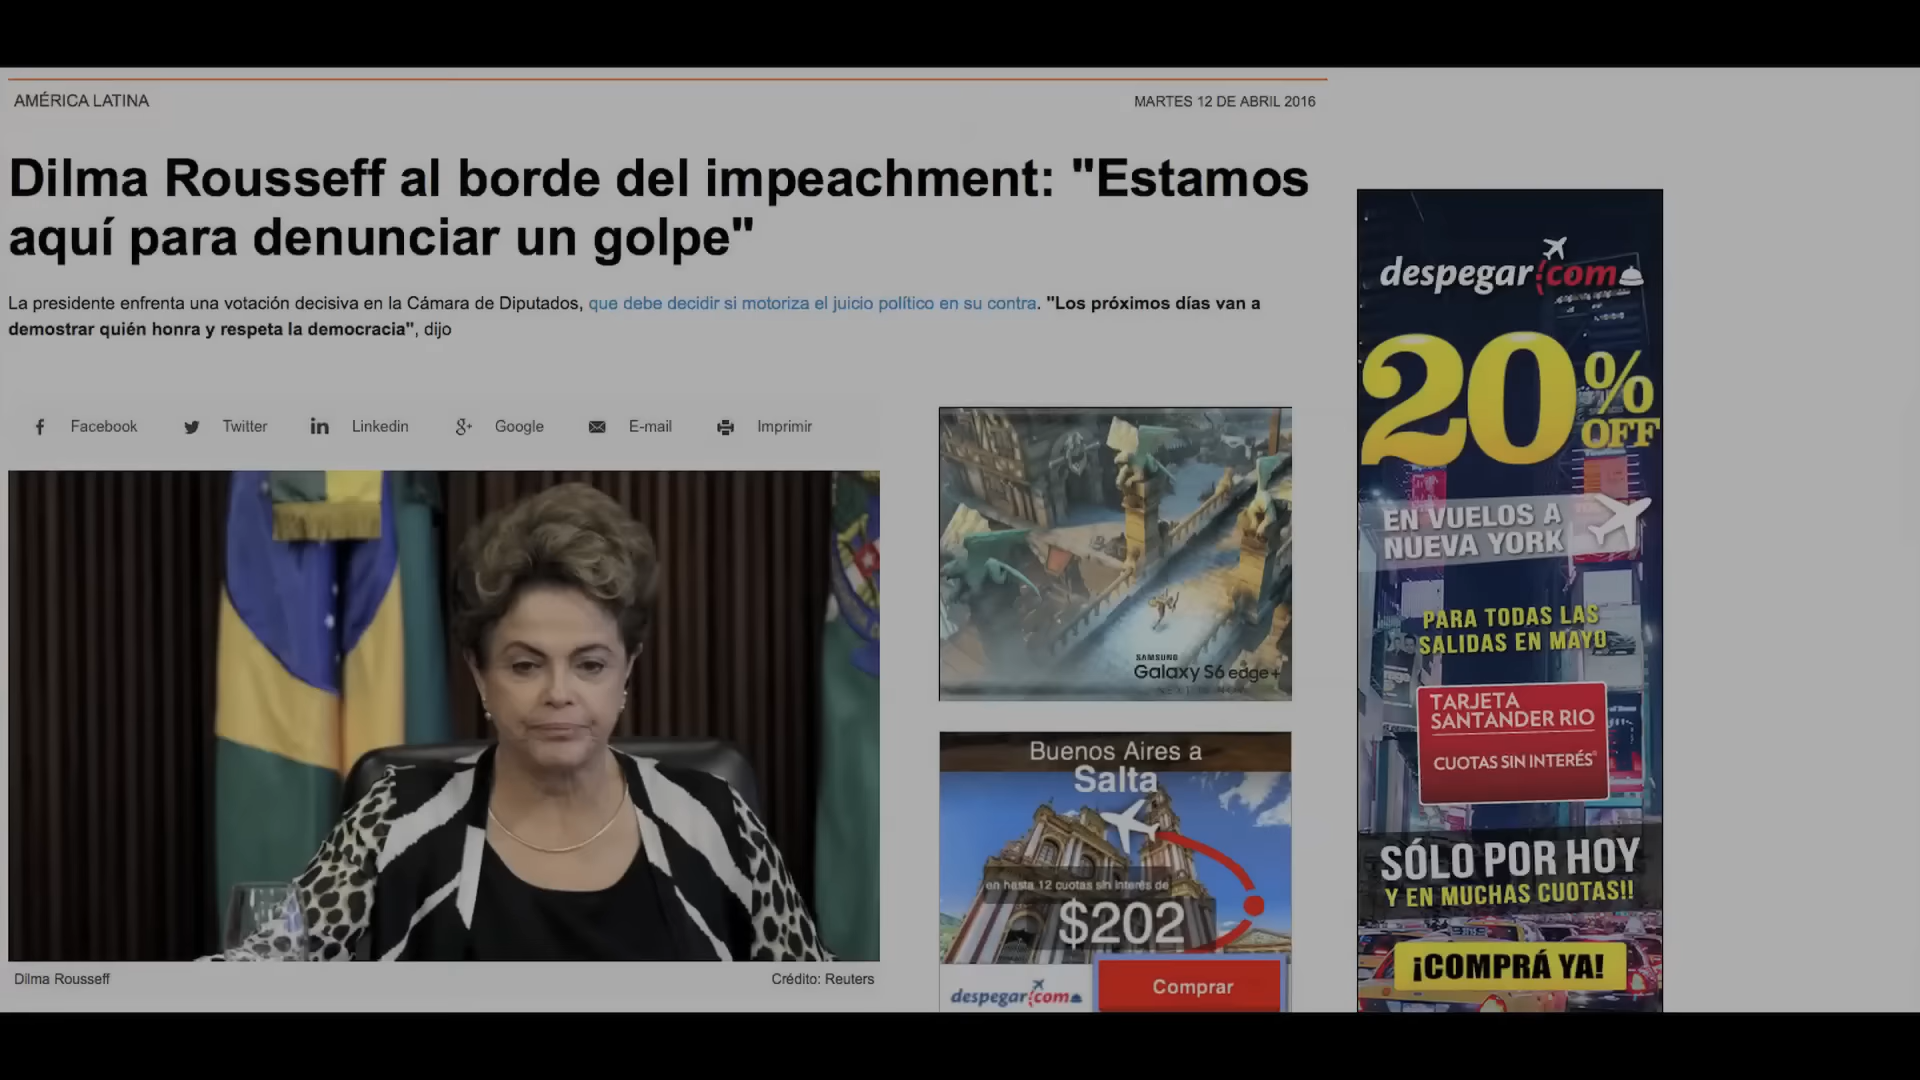 AMÉRICA LATINA
MARTES 12 DE ABRIL 2016
Dilma Rousseff al borde del impeachment: "Estamos
aquí para denunciar un golpe"
La presidente enfrenta una votación decisiva en la Cámara de Diputados, que debe decidir si motoriza el juicio político en su contra. "Los próximos días van a
demostrar quién honra y respeta la democracia", dijo
Facebook Twitter Linkedin Google E-mail Imprimir
Dilma Rousseff
Crédito: Reuters
SAMSUNG
Galaxy S6 edge+
Buenos Aires a
Salta
en hasta 12 cuotas sin interés de
$202
despegar.com
Comprar
despegar.com
20%
OFF
EN VUELOS A
NUEVA YORK
PARA TODAS LAS
SALIDAS EN MAYO
TARJETA
SANTANDER RIO
CUOTAS SIN INTERÉS
SÓLO POR HOY
Y EN MUCHAS CUOTAS!!
¡COMPRÁ YA!